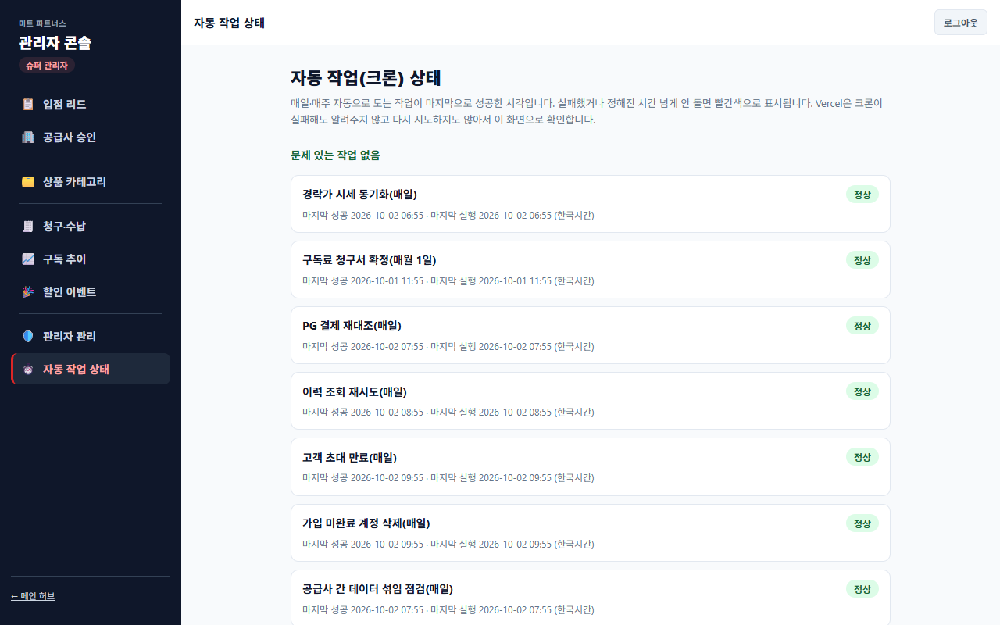 미트 파트너스
관리자 콘솔
슈퍼 관리자
입점 리드
공급사 승인
상품 카테고리
청구·수납
구독 추이
할인 이벤트
관리자 관리
자동 작업 상태
← 메인 허브
자동 작업 상태
로그아웃
자동 작업(크론) 상태
매일·매주 자동으로 도는 작업이 마지막으로 성공한 시각입니다. 실패했거나 정해진 시간 넘게 안 돌면 빨간색으로 표시됩니다. Vercel은 크론이
실패해도 알려주지 않고 다시 시도하지도 않아서 이 화면으로 확인합니다.
문제 있는 작업 없음
경락가 시세 동기화(매일)
정상
마지막 성공 2026-10-02 06:55 · 마지막 실행 2026-10-02 06:55 (한국시간)
구독료 청구서 확정(매월 1일)
정상
마지막 성공 2026-10-01 11:55 · 마지막 실행 2026-10-01 11:55 (한국시간)
PG 결제 재대조(매일)
정상
마지막 성공 2026-10-02 07:55 · 마지막 실행 2026-10-02 07:55 (한국시간)
이력 조회 재시도(매일)
정상
마지막 성공 2026-10-02 08:55 · 마지막 실행 2026-10-02 08:55 (한국시간)
고객 초대 만료(매일)
정상
마지막 성공 2026-10-02 09:55 · 마지막 실행 2026-10-02 09:55 (한국시간)
가입 미완료 계정 삭제(매일)
정상
마지막 성공 2026-10-02 09:55 · 마지막 실행 2026-10-02 09:55 (한국시간)
공급사 간 데이터 섞임 점검(매일)
정상
마지막 성공 2026-10-02 07:55 · 마지막 실행 2026-10-02 07:55 (한국시간)